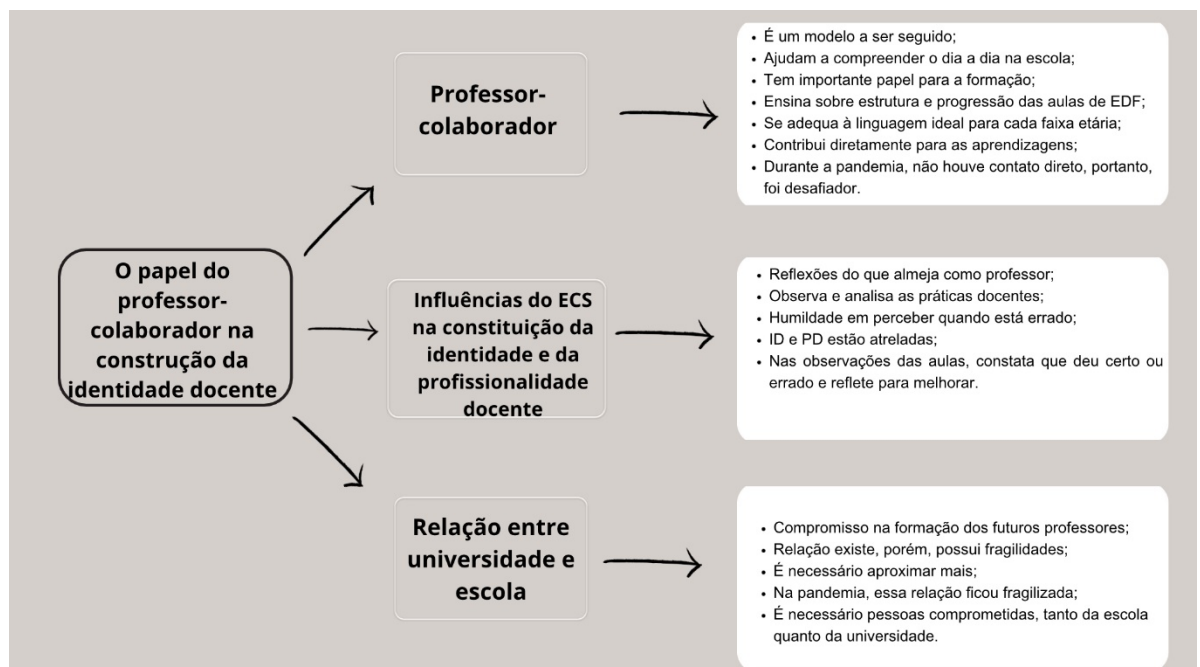 O papel do
professor-
colaborador na
construção da
identidade docente
Professor-
colaborador
• É um modelo a ser seguido;
• Ajudam a compreender o dia a dia na escola;
• Tem importante papel para a formação;
• Ensina sobre estrutura e progressão das aulas de EDF;
• Se adequa à linguagem ideal para cada faixa etária;
• Contribui diretamente para as aprendizagens;
• Durante a pandemia, não houve contato direto, portanto,
foi desafiador.
Influências do ECS
na constituição da
identidade e da
profissionalidade
docente
• Reflexões do que almeja como professor;
• Observa e analisa as práticas docentes;
• Humildade em perceber quando está errado;
• ID e PD estão atreladas;
• Nas observações das aulas, constata que deu certo ou
errado e reflete para melhorar.
Relação entre
universidade e
escola
• Compromisso na formação dos futuros professores;
• Relação existe, porém, possui fragilidades;
• É necessário aproximar mais;
• Na pandemia, essa relação ficou fragilizada;
• É necessário pessoas comprometidas, tanto da escola
quanto da universidade.